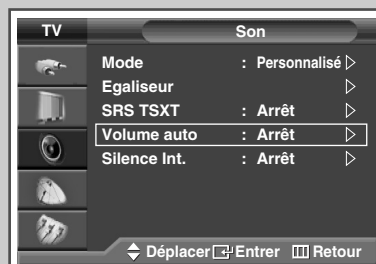 TV Son
Mode : Personnalisé
Egaliseur
SRS TSXT : Arrêt
Volume auto : Arrêt
Silence Int. : Arrêt
Déplacer Entrer Retour